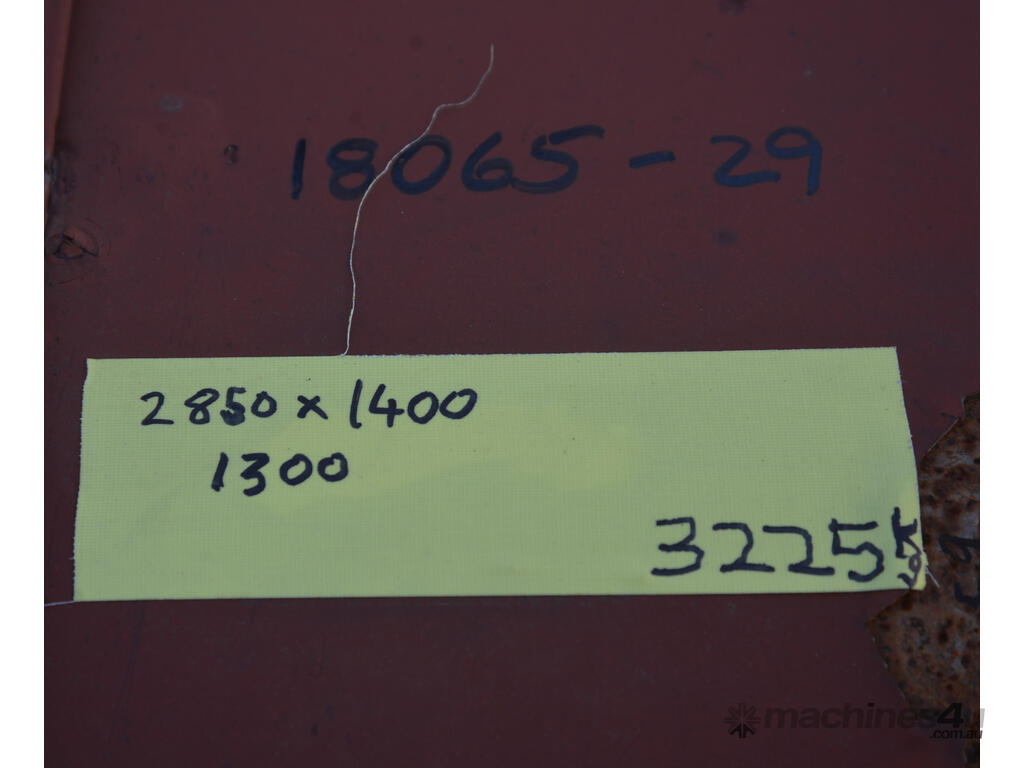 18065-29
2850 x 1400
1300
3225kg
machines4u
.com.au